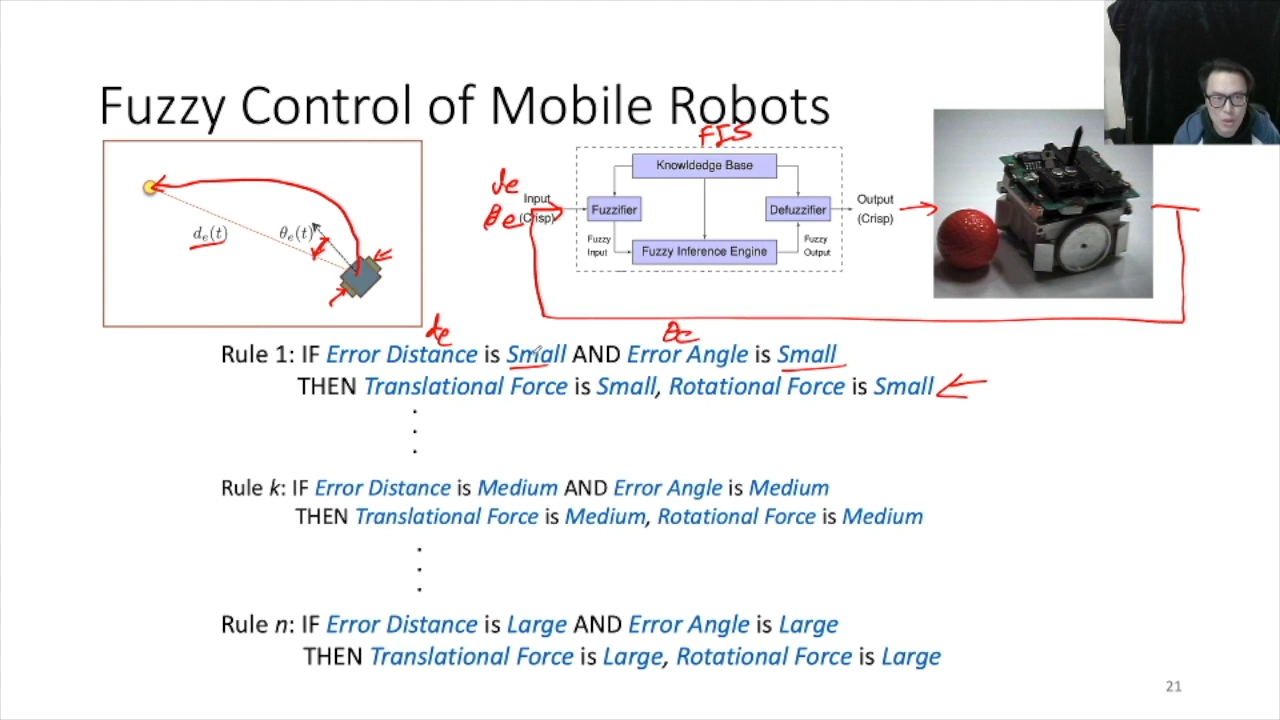 Fuzzy Control of Mobile Robots
FIS
d_e(t)
θ_e(t)
de
θe
Input
(Crisp)
Knowldedge Base
Fuzzifier
Defuzzifier
Fuzzy
Input
Fuzzy Inference Engine
Fuzzy
Output
Output
(Crisp)
de
θe
Rule 1: IF Error Distance is Small AND Error Angle is Small
THEN Translational Force is Small, Rotational Force is Small
.
.
.
Rule k: IF Error Distance is Medium AND Error Angle is Medium
THEN Translational Force is Medium, Rotational Force is Medium
.
.
.
Rule n: IF Error Distance is Large AND Error Angle is Large
THEN Translational Force is Large, Rotational Force is Large
21